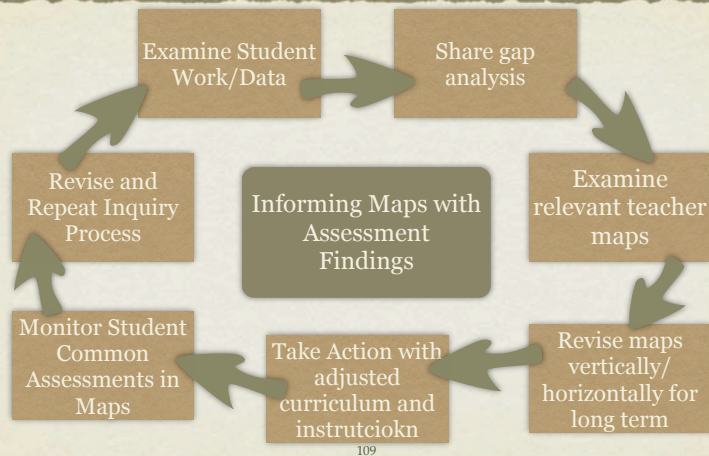 Examine Student
Work/Data
Share gap
analysis
Examine
relevant teacher
maps
Revise maps
vertically/
horizontally for
long term
Take Action with
adjusted
curriculum and
instrutciokn
Monitor Student
Common
Assessments in
Maps
Revise and
Repeat Inquiry
Process
Informing Maps with
Assessment
Findings
109